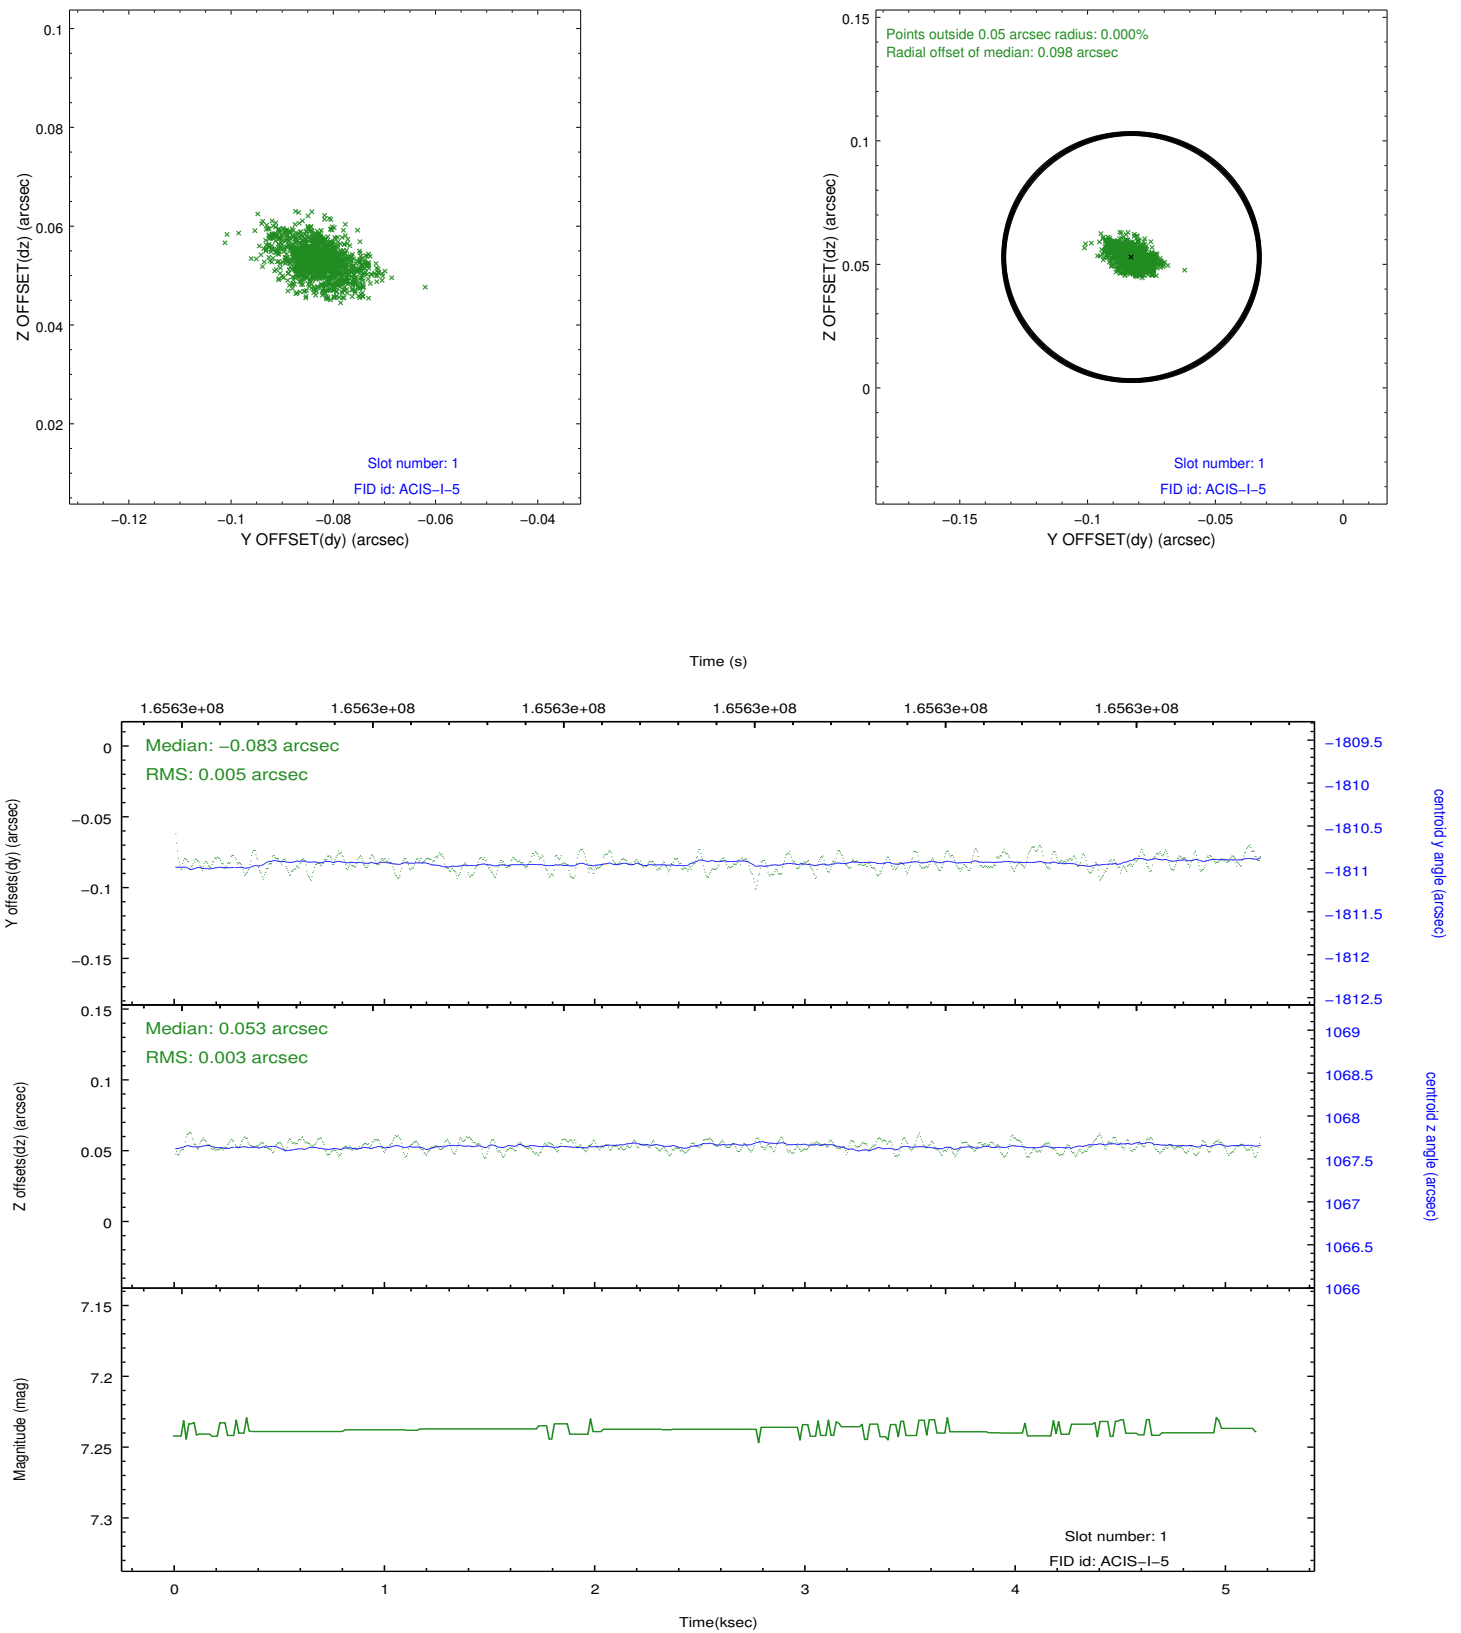 0.1
0.08
0.06
0.04
0.02
Z OFFSET(dz) (arcsec)
Slot number: 1
FID id: ACIS−I−5
−0.12 −0.1 −0.08 −0.06 −0.04
Y OFFSET(dy) (arcsec)
Points outside 0.05 arcsec radius: 0.000%
Radial offset of median: 0.098 arcsec
0.15
0.1
0.05
0
Z OFFSET(dz) (arcsec)
Slot number: 1
FID id: ACIS−I−5
−0.15 −0.1 −0.05 0
Y OFFSET(dy) (arcsec)
Time (s)
1.6563e+08 1.6563e+08 1.6563e+08 1.6563e+08 1.6563e+08 1.6563e+08
Median: −0.083 arcsec
RMS: 0.005 arcsec
0
−0.05
−0.1
−0.15
Y offsets(dy) (arcsec)
−1809.5
−1810
−1810.5
−1811
−1811.5
−1812
−1812.5
centroid y angle (arcsec)
Median: 0.053 arcsec
RMS: 0.003 arcsec
0.15
0.1
0.05
0
Z offsets(dz) (arcsec)
1069
1068.5
1068
1067.5
1067
1066.5
1066
centroid z angle (arcsec)
7.15
7.2
7.25
7.3
Magnitude (mag)
Slot number: 1
FID id: ACIS−I−5
0 1 2 3 4 5
Time(ksec)